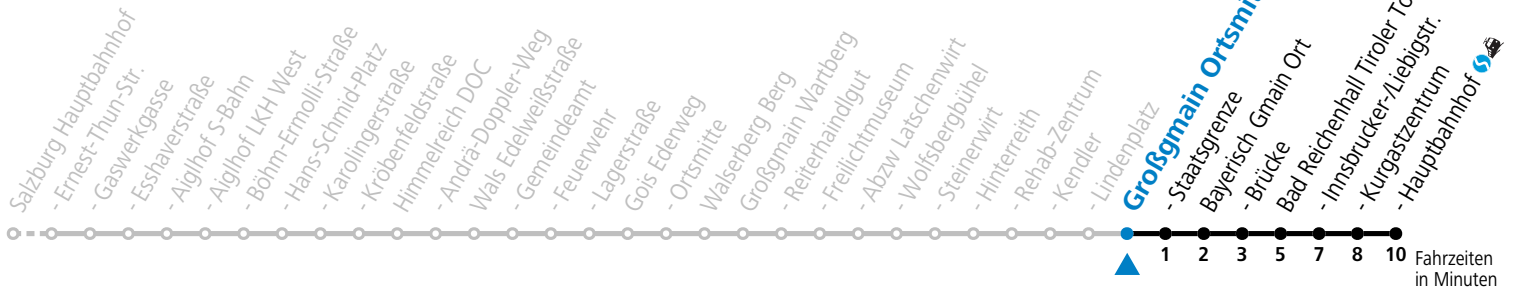 Salzburg Hauptbahnhof
- Ernest-Thun-Str.
- Gaswerkgasse
- Esshaverstraße
- Aiglhof S-Bahn
- Aiglhof LKH West
- Böhm-Ermolli-Straße
- Hans-Schmid-Platz
- Karolingerstraße
- Kröbenfeldstraße
Himmelreich DOC
- Andrä-Doppler-Weg
Wals Edelweißstraße
- Gemeindeamt
- Feuerwehr
- Lagerstraße
Gois Ederweg
- Ortsmitte
Walserberg Berg
Großgmain Wartberg
- Reiterhaindlgut
- Freilichtmuseum
- Abzw Latschenwirt
- Wolfsbergbühel
- Steinerwirt
- Hinterreith
- Rehab-Zentrum
- Kendler
- Lindenplatz
Großgmain
- Staatsgrenze
Bayerisch Gmain Ort
- Brücke
Bad Reichenhall Tiroler
- Innsbrucker-/Liebigstr.
- Kurgastzentrum
- Hauptbahnhof
1 2 3 5 7 8 10
Fahrzeiten
in Minuten